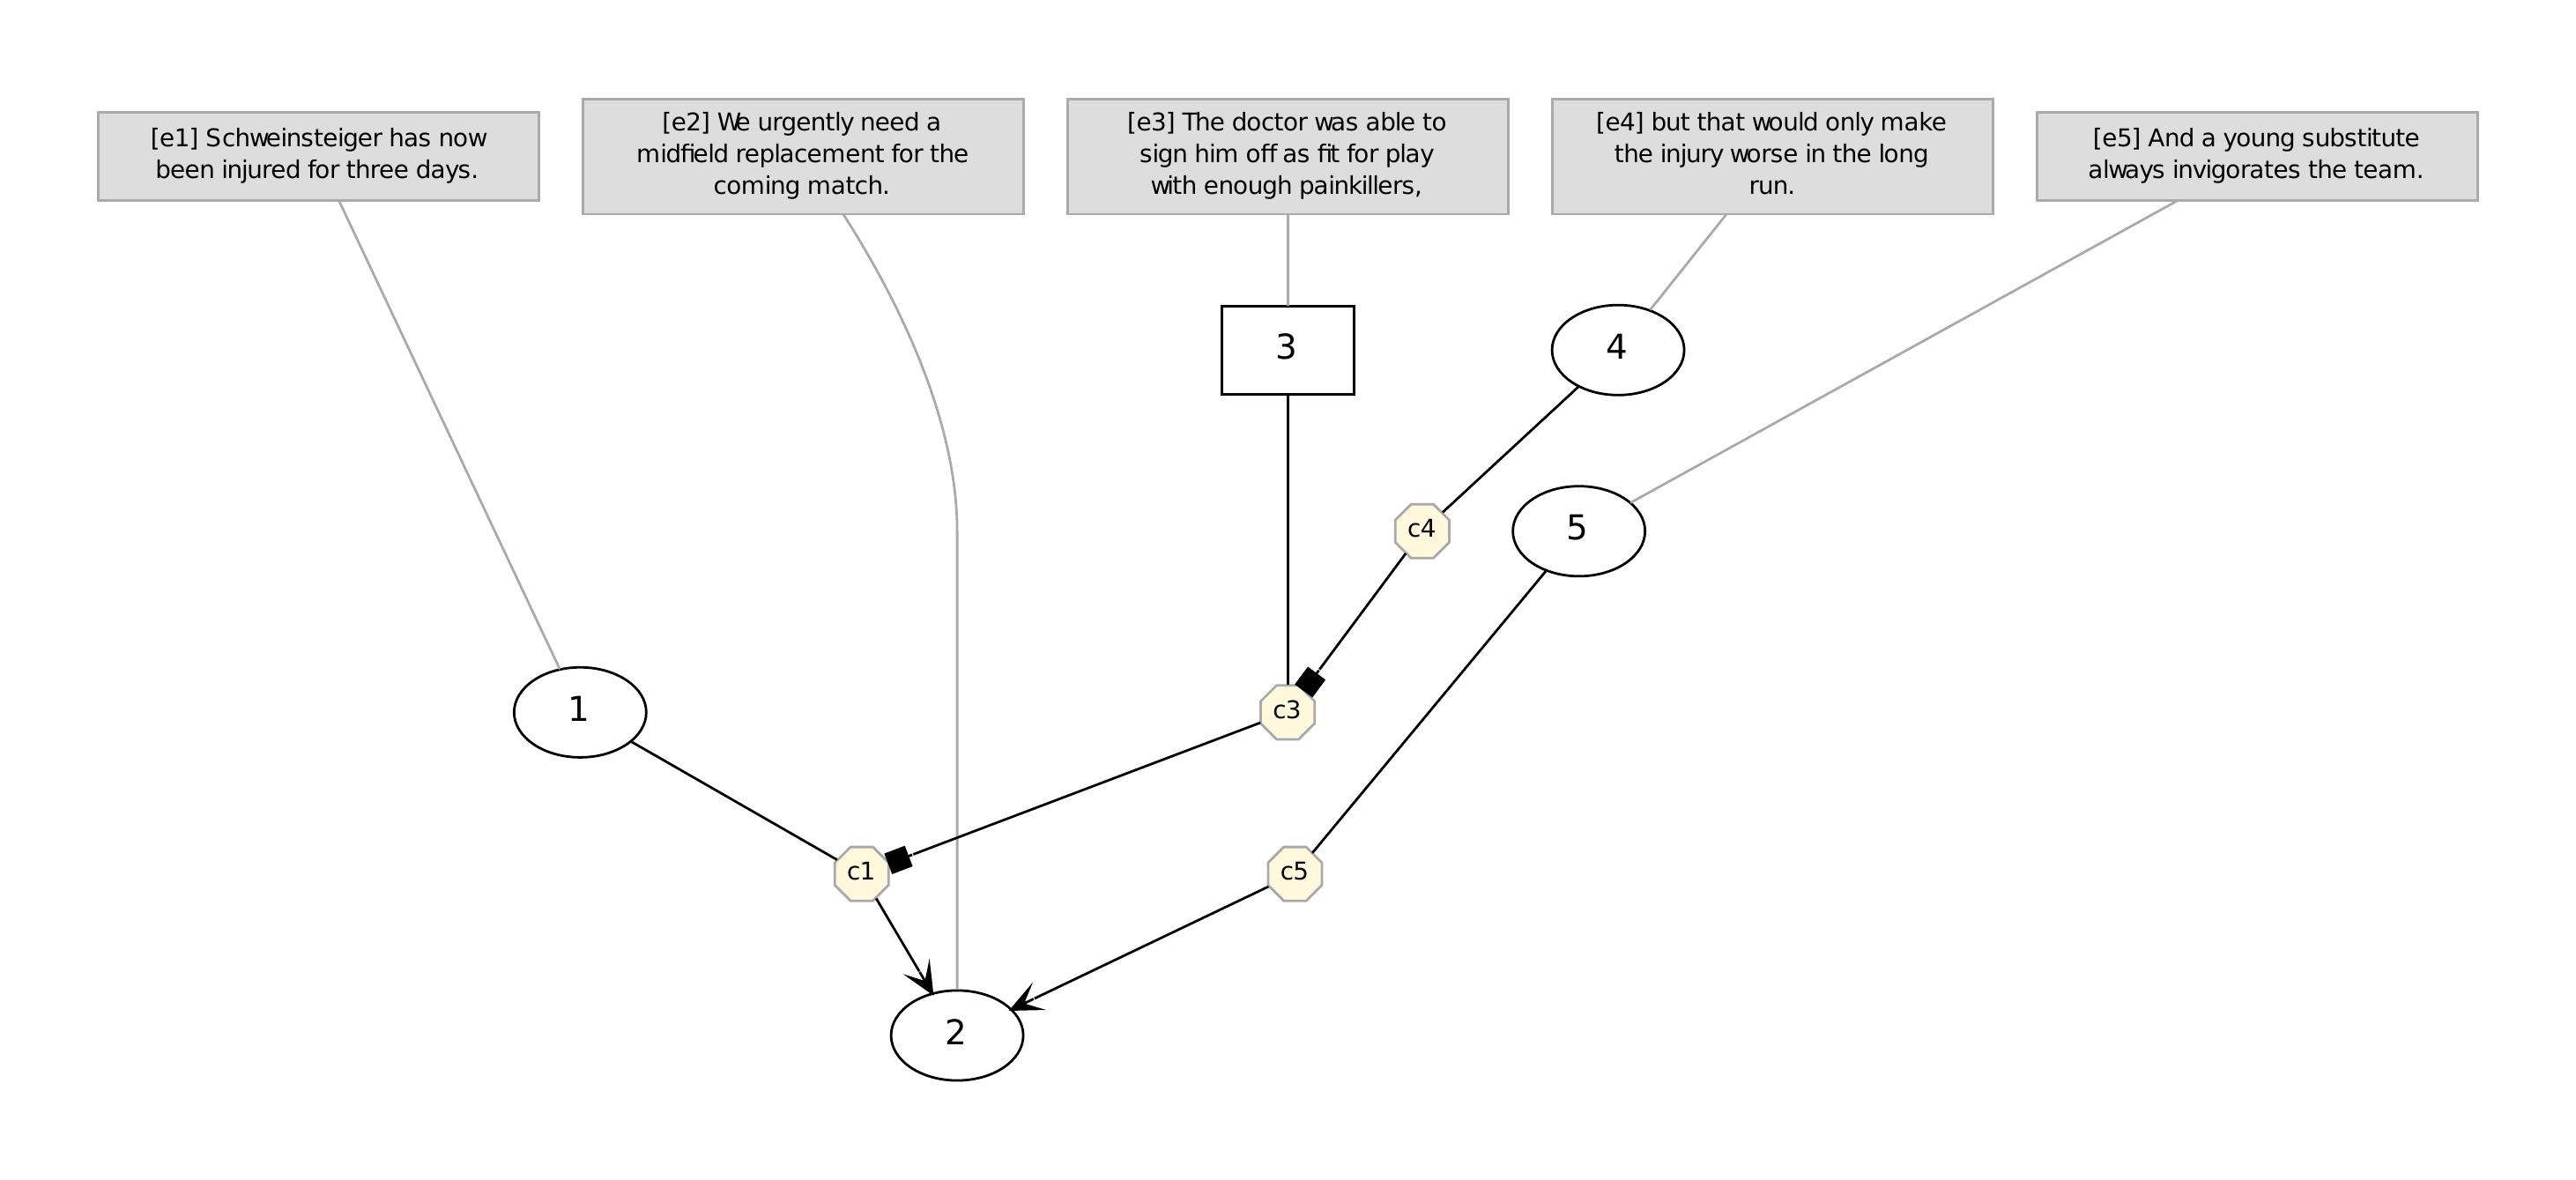 [e1] Schweinsteiger has now
been injured for three days.
[e2] We urgently need a
midfield replacement for the
coming match.
[e3] The doctor was able to
sign him off as fit for play
with enough painkillers,
[e4] but that would only make
the injury worse in the long
run.
[e5] And a young substitute
always invigorates the team.
3
4
c4
5
1
c3
c1
c5
2